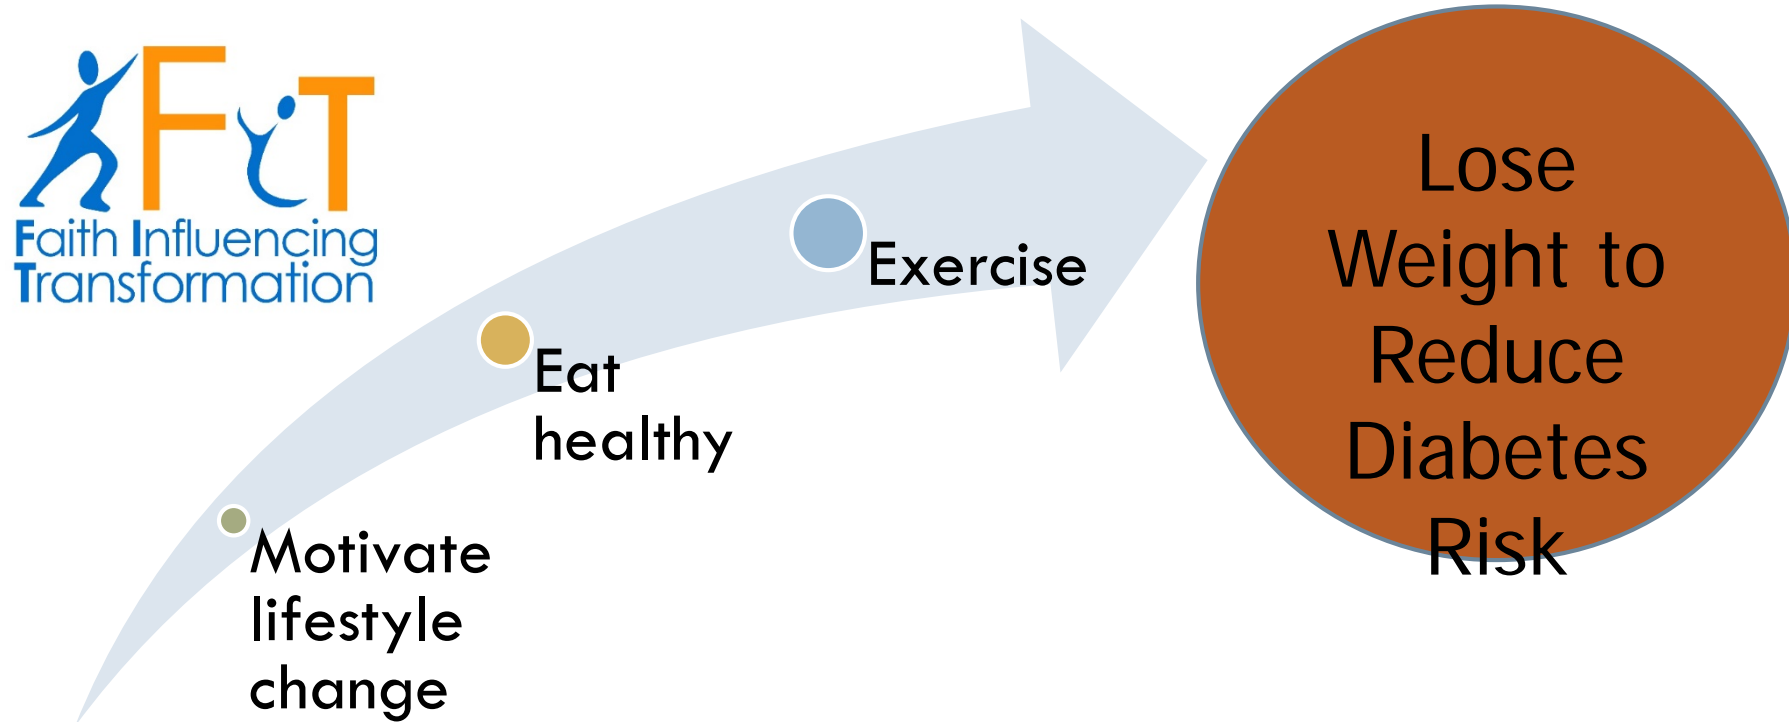 FiT
Faith Influencing
Transformation
Motivate
lifestyle
change
Eat
healthy
Exercise
Lose
Weight to
Reduce
Diabetes
Risk